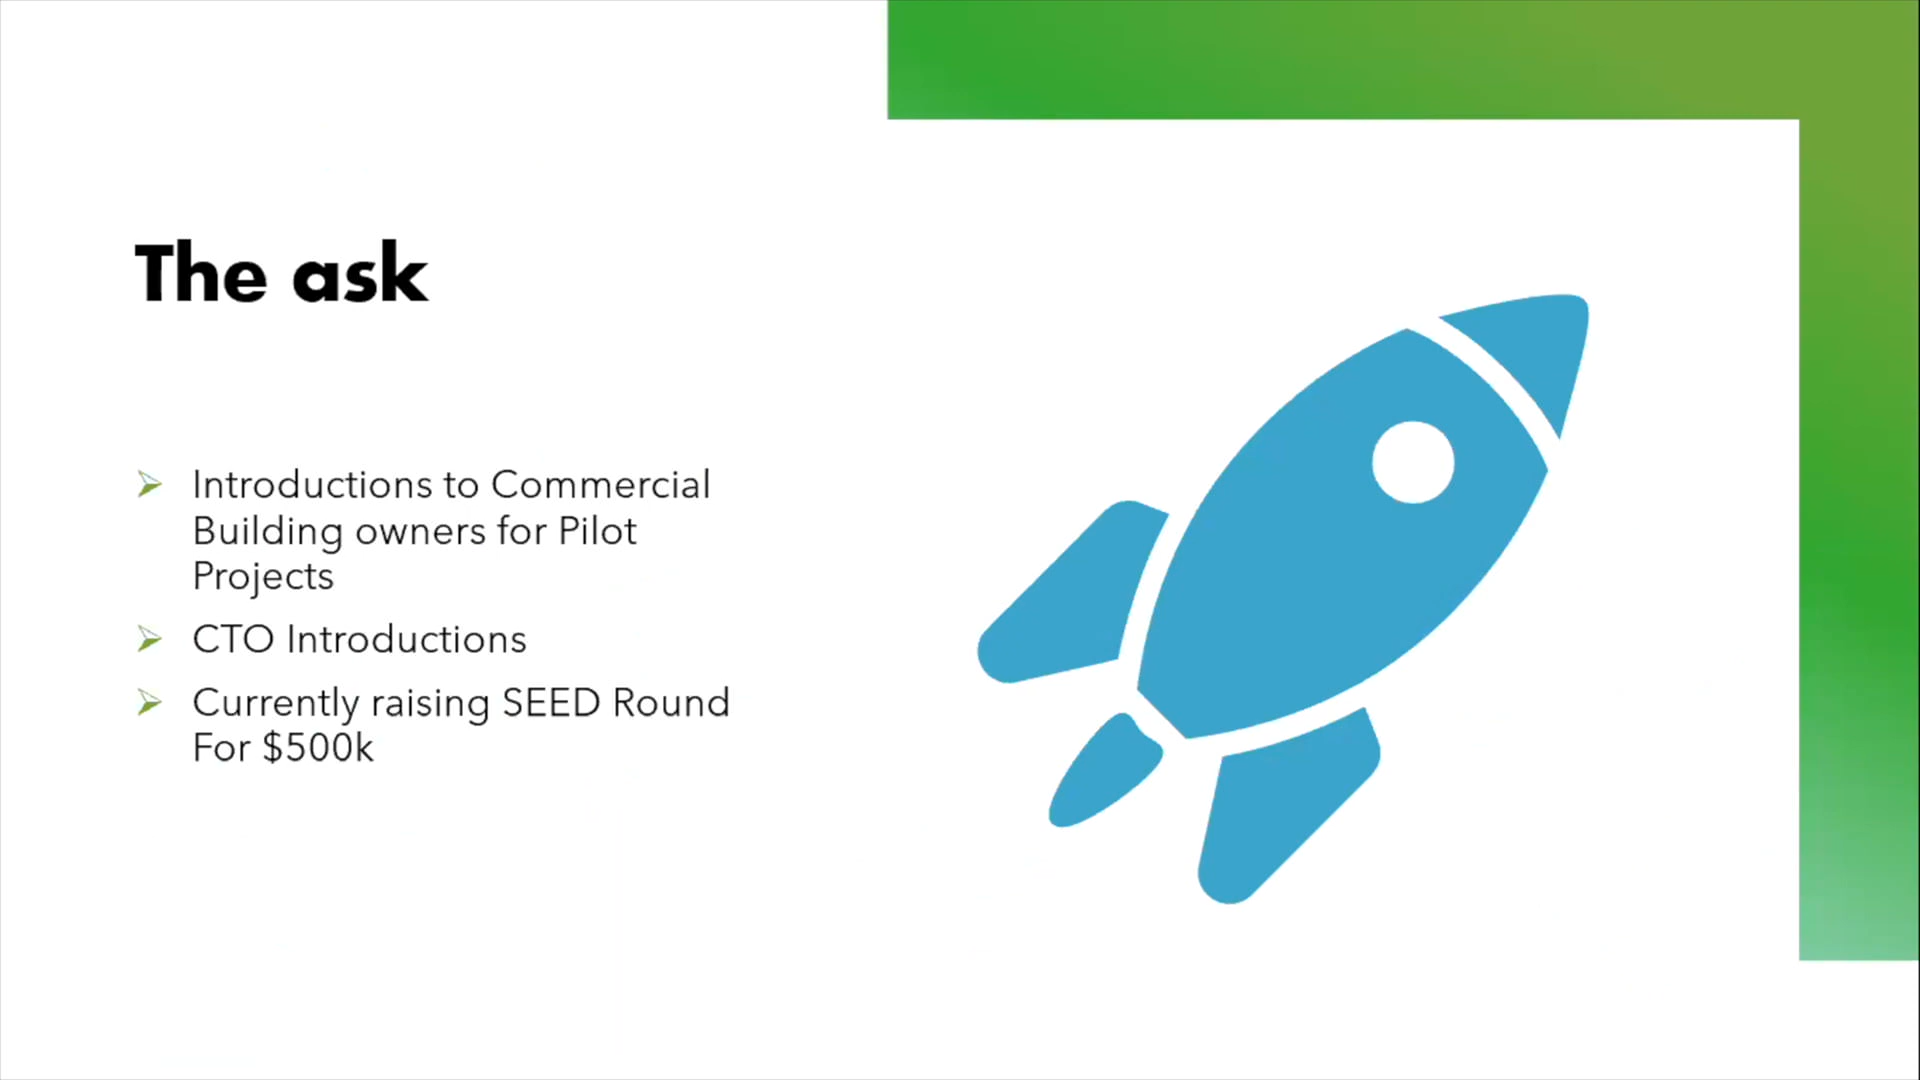 The ask
Introductions to Commercial
Building owners for Pilot
Projects
CTO Introductions
Currently raising SEED Round
For $500k